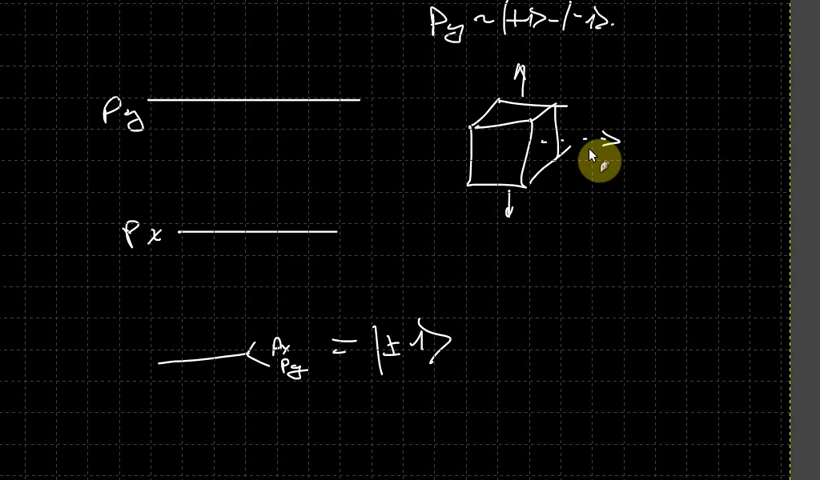 Py ~ |+1> - |-1>.
Py
Px
Px
Py = |± 1>